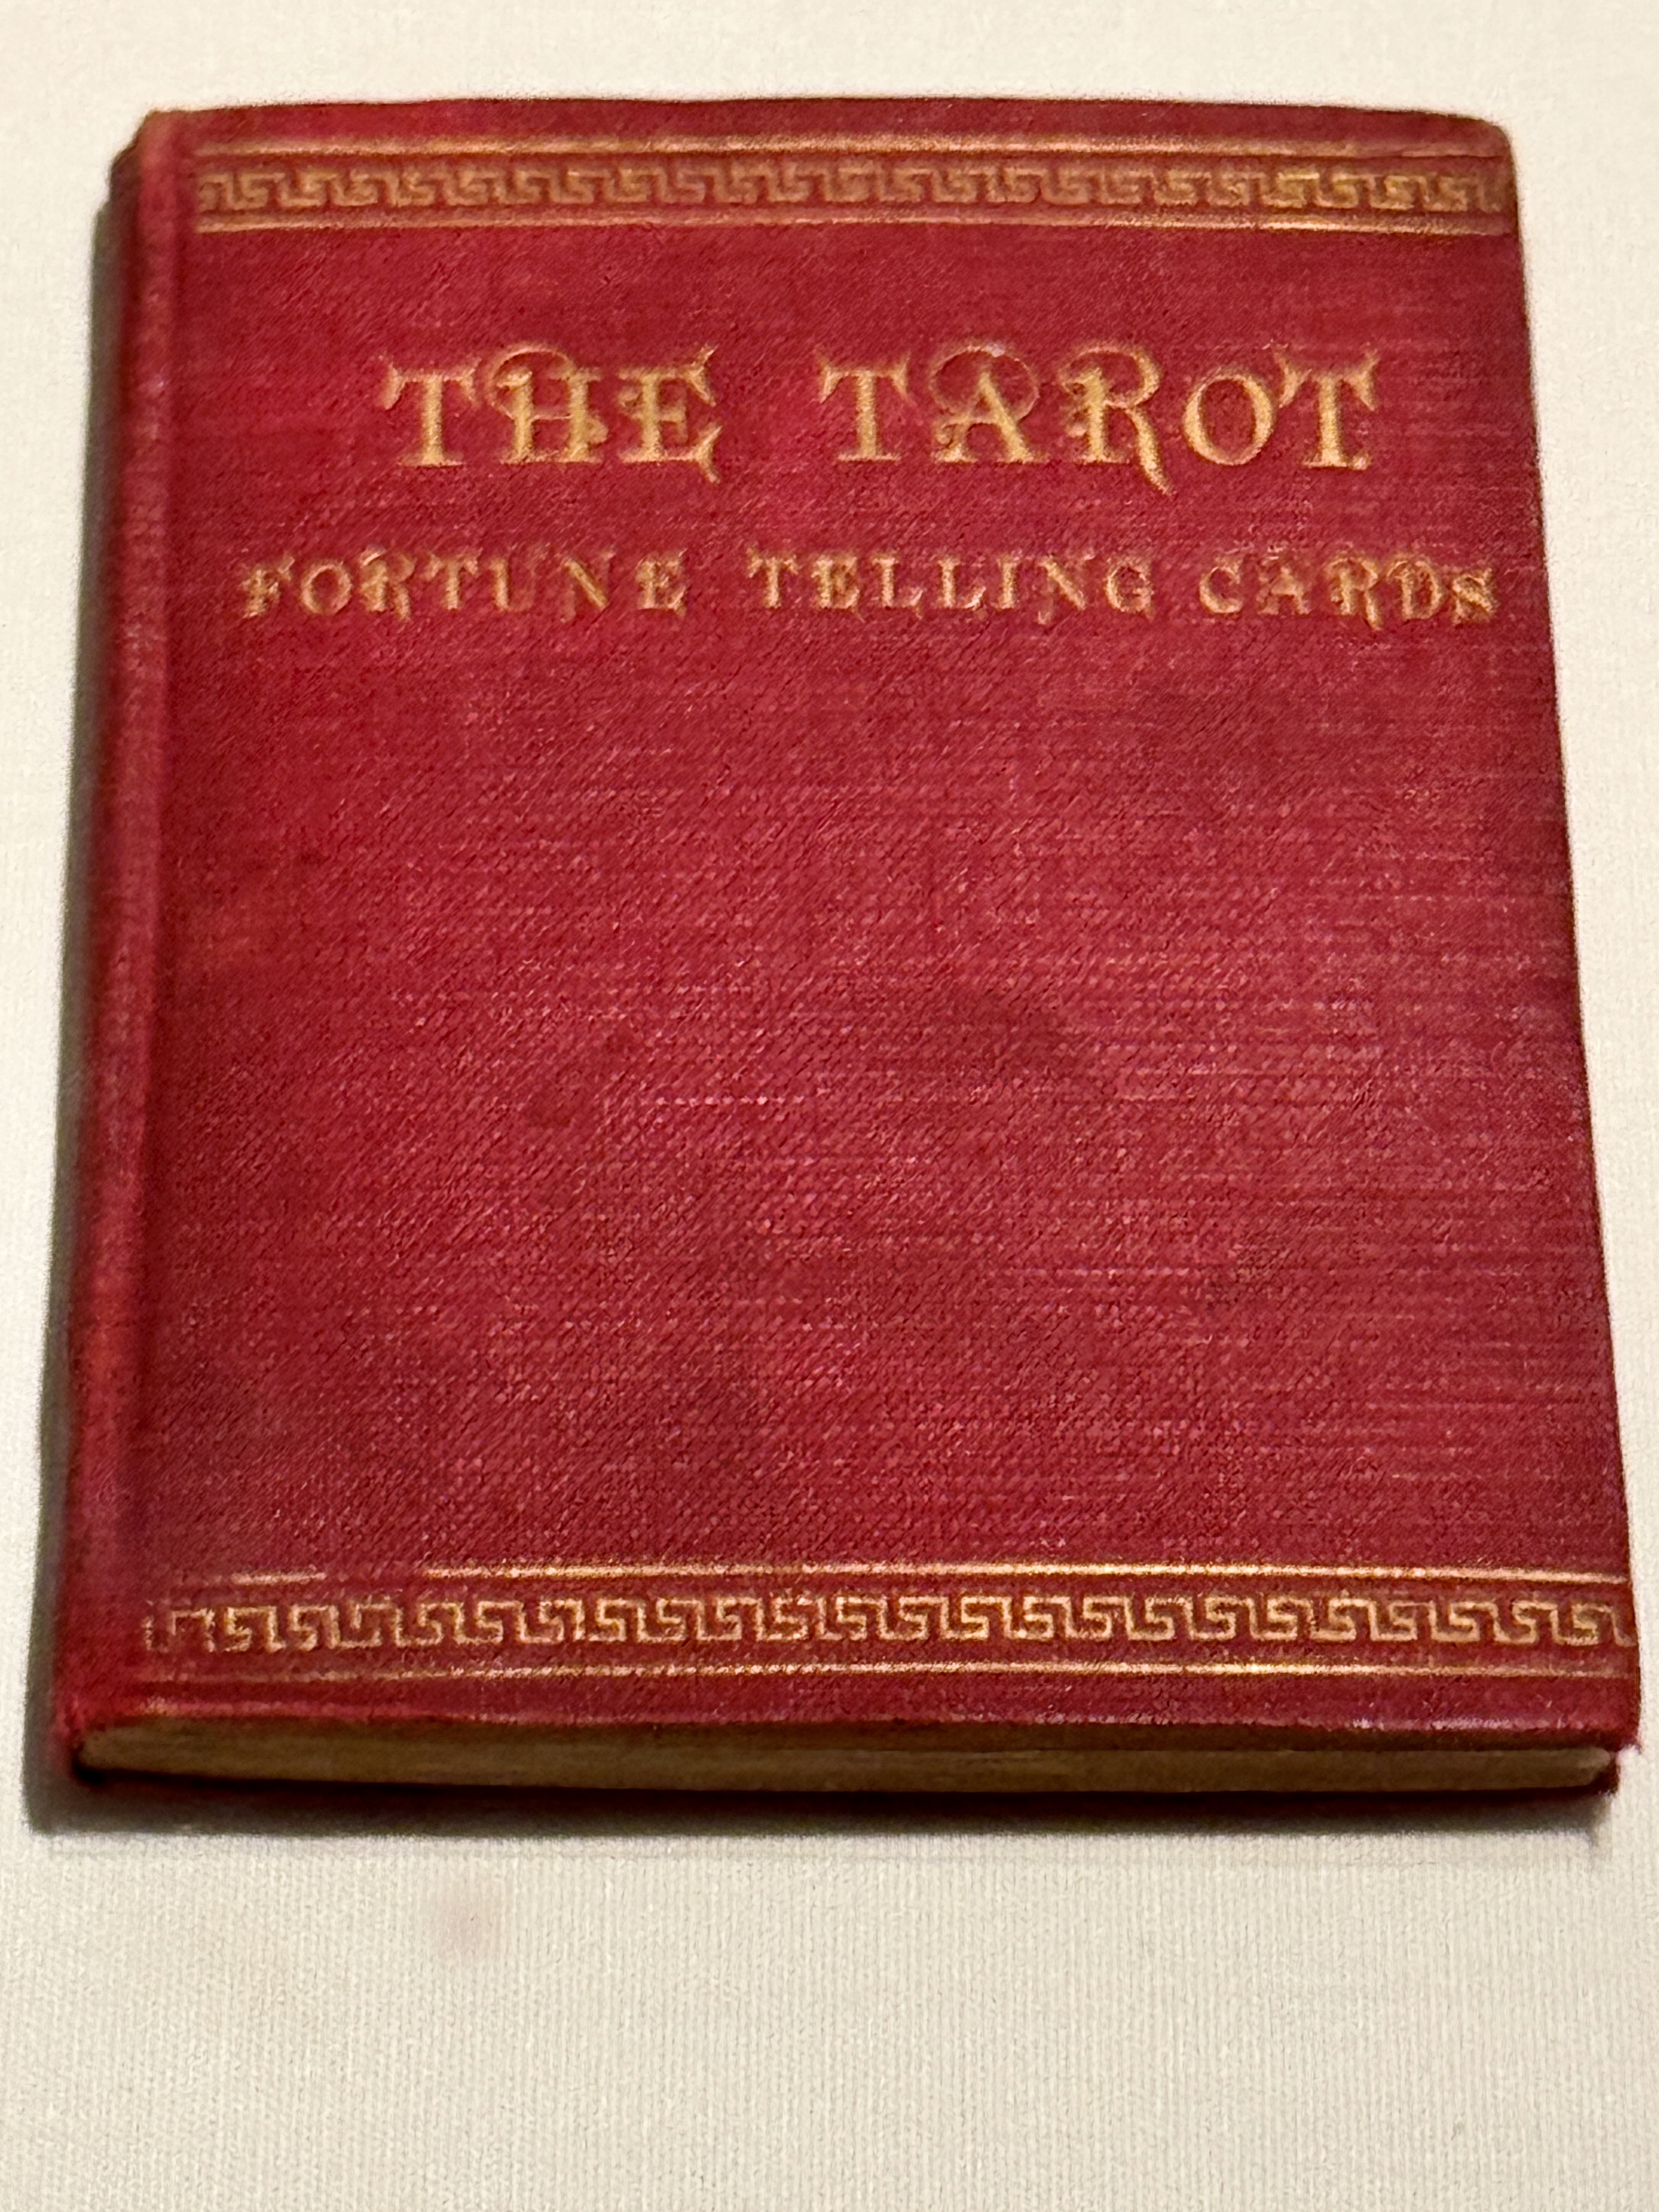 THE TAROT
FORTUNE TELLING CARDS